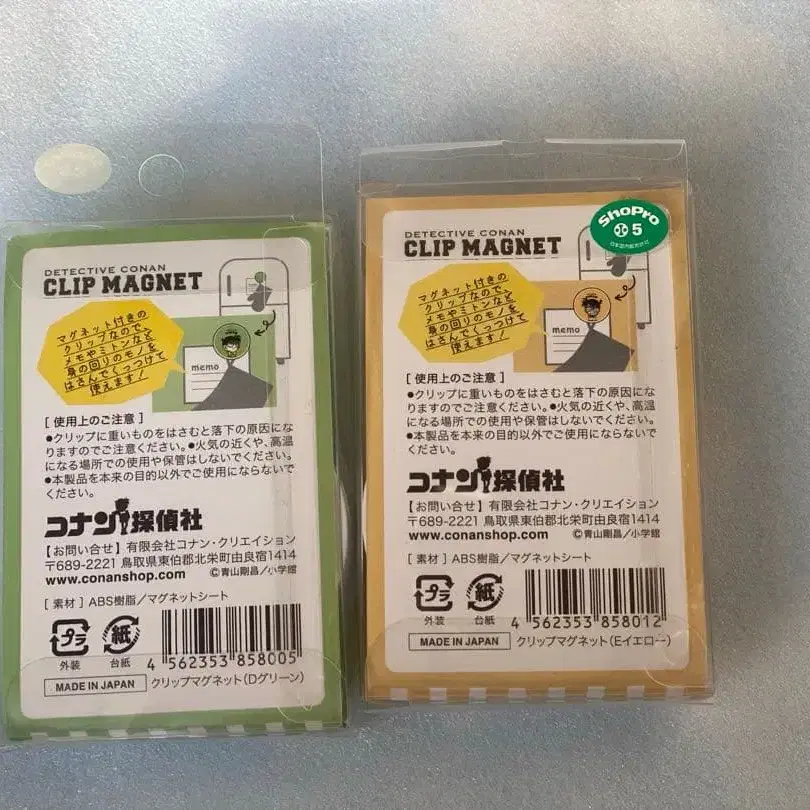 DETECTIVE CONAN
CLIP MAGNET
マグネット付きの
クリップなので、
メモやミトンなど
身の回りのモノを
はさんでくっつけて
使えます!
memo
[ 使用上のご注意 ]
●クリップに重いものをはさむと落下の原因にな
りますのでご注意ください。●火気の近くや、高温
になる場所での使用や保管はしないでください。
●本製品を本来の目的以外でご使用にならないで
ください。
コナン探偵社
【お問い合せ】有限会社コナン・クリエイション
〒689-2221 鳥取県東伯郡北栄町由良宿1414
www.conanshop.com ©青山剛昌/小学館
[ 素材 ] ABS樹脂/マグネットシート
プラ
外装
紙
台紙
4 562353 858005
MADE IN JAPAN クリップマグネット(Dグリーン)
ShoPro
5
日本国内販売許可
DETECTIVE CONAN
CLIP MAGNET
マグネット付きの
クリップなので、
メモやミトンなど
身の回りのモノを
はさんでくっつけて
使えます!
memo
[ 使用上のご注意 ]
●クリップに重いものをはさむと落下の原因にな
りますのでご注意ください。●火気の近くや、高温
になる場所での使用や保管はしないでください。
●本製品を本来の目的以外でご使用にならないで
ください。
コナン探偵社
【お問い合せ】有限会社コナン・クリエイション
〒689-2221 鳥取県東伯郡北栄町由良宿1414
www.conanshop.com ©青山剛昌/小学館
[ 素材 ] ABS樹脂/マグネットシート
プラ
外装
紙
台紙
4 562353 858012
MADE IN JAPAN クリップマグネット(Eイエロー)